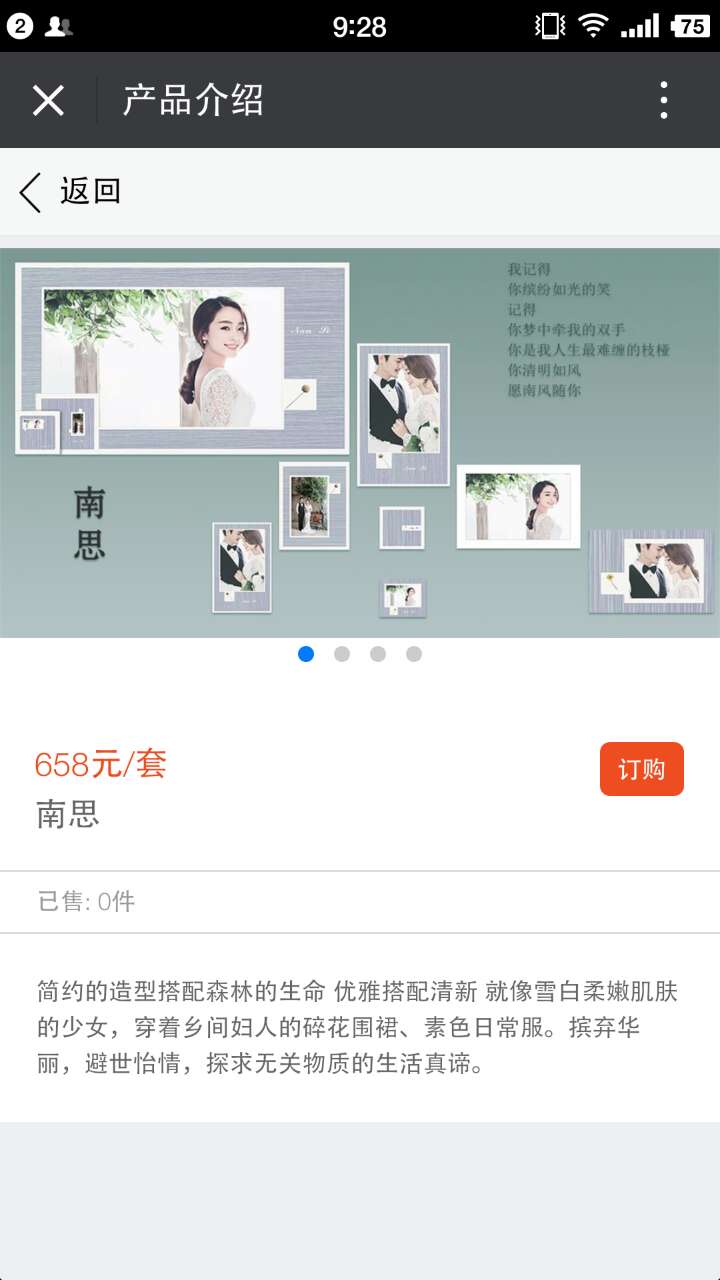 2
9:28
75
产品介绍
返回
我记得
你缤纷如光的笑
记得
你梦中牵我的双手
你是我人生最难缠的枝桠
你清明如风
愿南风随你
Nan Si
南
思
658元/套
订购
南思
已售: 0件
简约的造型搭配森林的生命 优雅搭配清新 就像雪白柔嫩肌肤
的少女，穿着乡间妇人的碎花围裙、素色日常服。摈弃华
丽，避世怡情，探求无关物质的生活真谛。